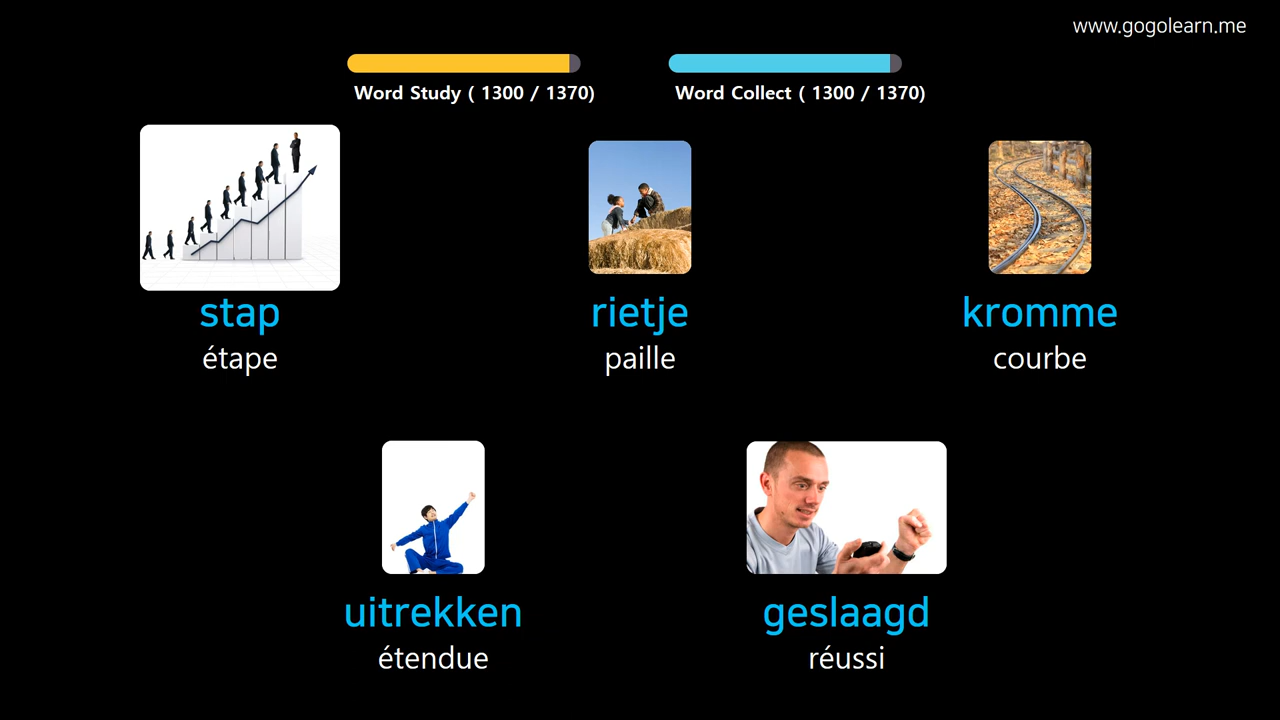 www.gogolearn.me
Word Study ( 1300 / 1370)
Word Collect ( 1300 / 1370)
stap
étape
rietje
paille
kromme
courbe
uitrekken
étendue
geslaagd
réussi